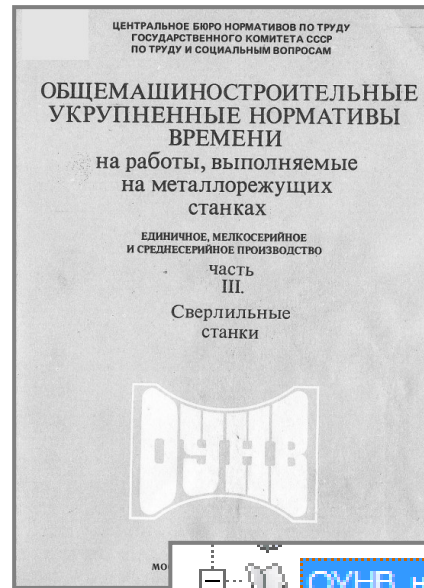 ЦЕНТРАЛЬНОЕ БЮРО НОРМАТИВОВ ПО ТРУДУ
ГОСУДАРСТВЕННОГО КОМИТЕТА СССР
ПО ТРУДУ И СОЦИАЛЬНЫМ ВОПРОСАМ
ОБЩЕМАШИНОСТРОИТЕЛЬНЫЕ
УКРУПНЕННЫЕ НОРМАТИВЫ
ВРЕМЕНИ
на работы, выполняемые
на металлорежущих
станках
ЕДИНИЧНОЕ, МЕЛКОСЕРИЙНОЕ
И СРЕДНЕСЕРИЙНОЕ ПРОИЗВОДСТВО
часть
III.
Сверлильные
станки
ОУНВ
ОУНВ